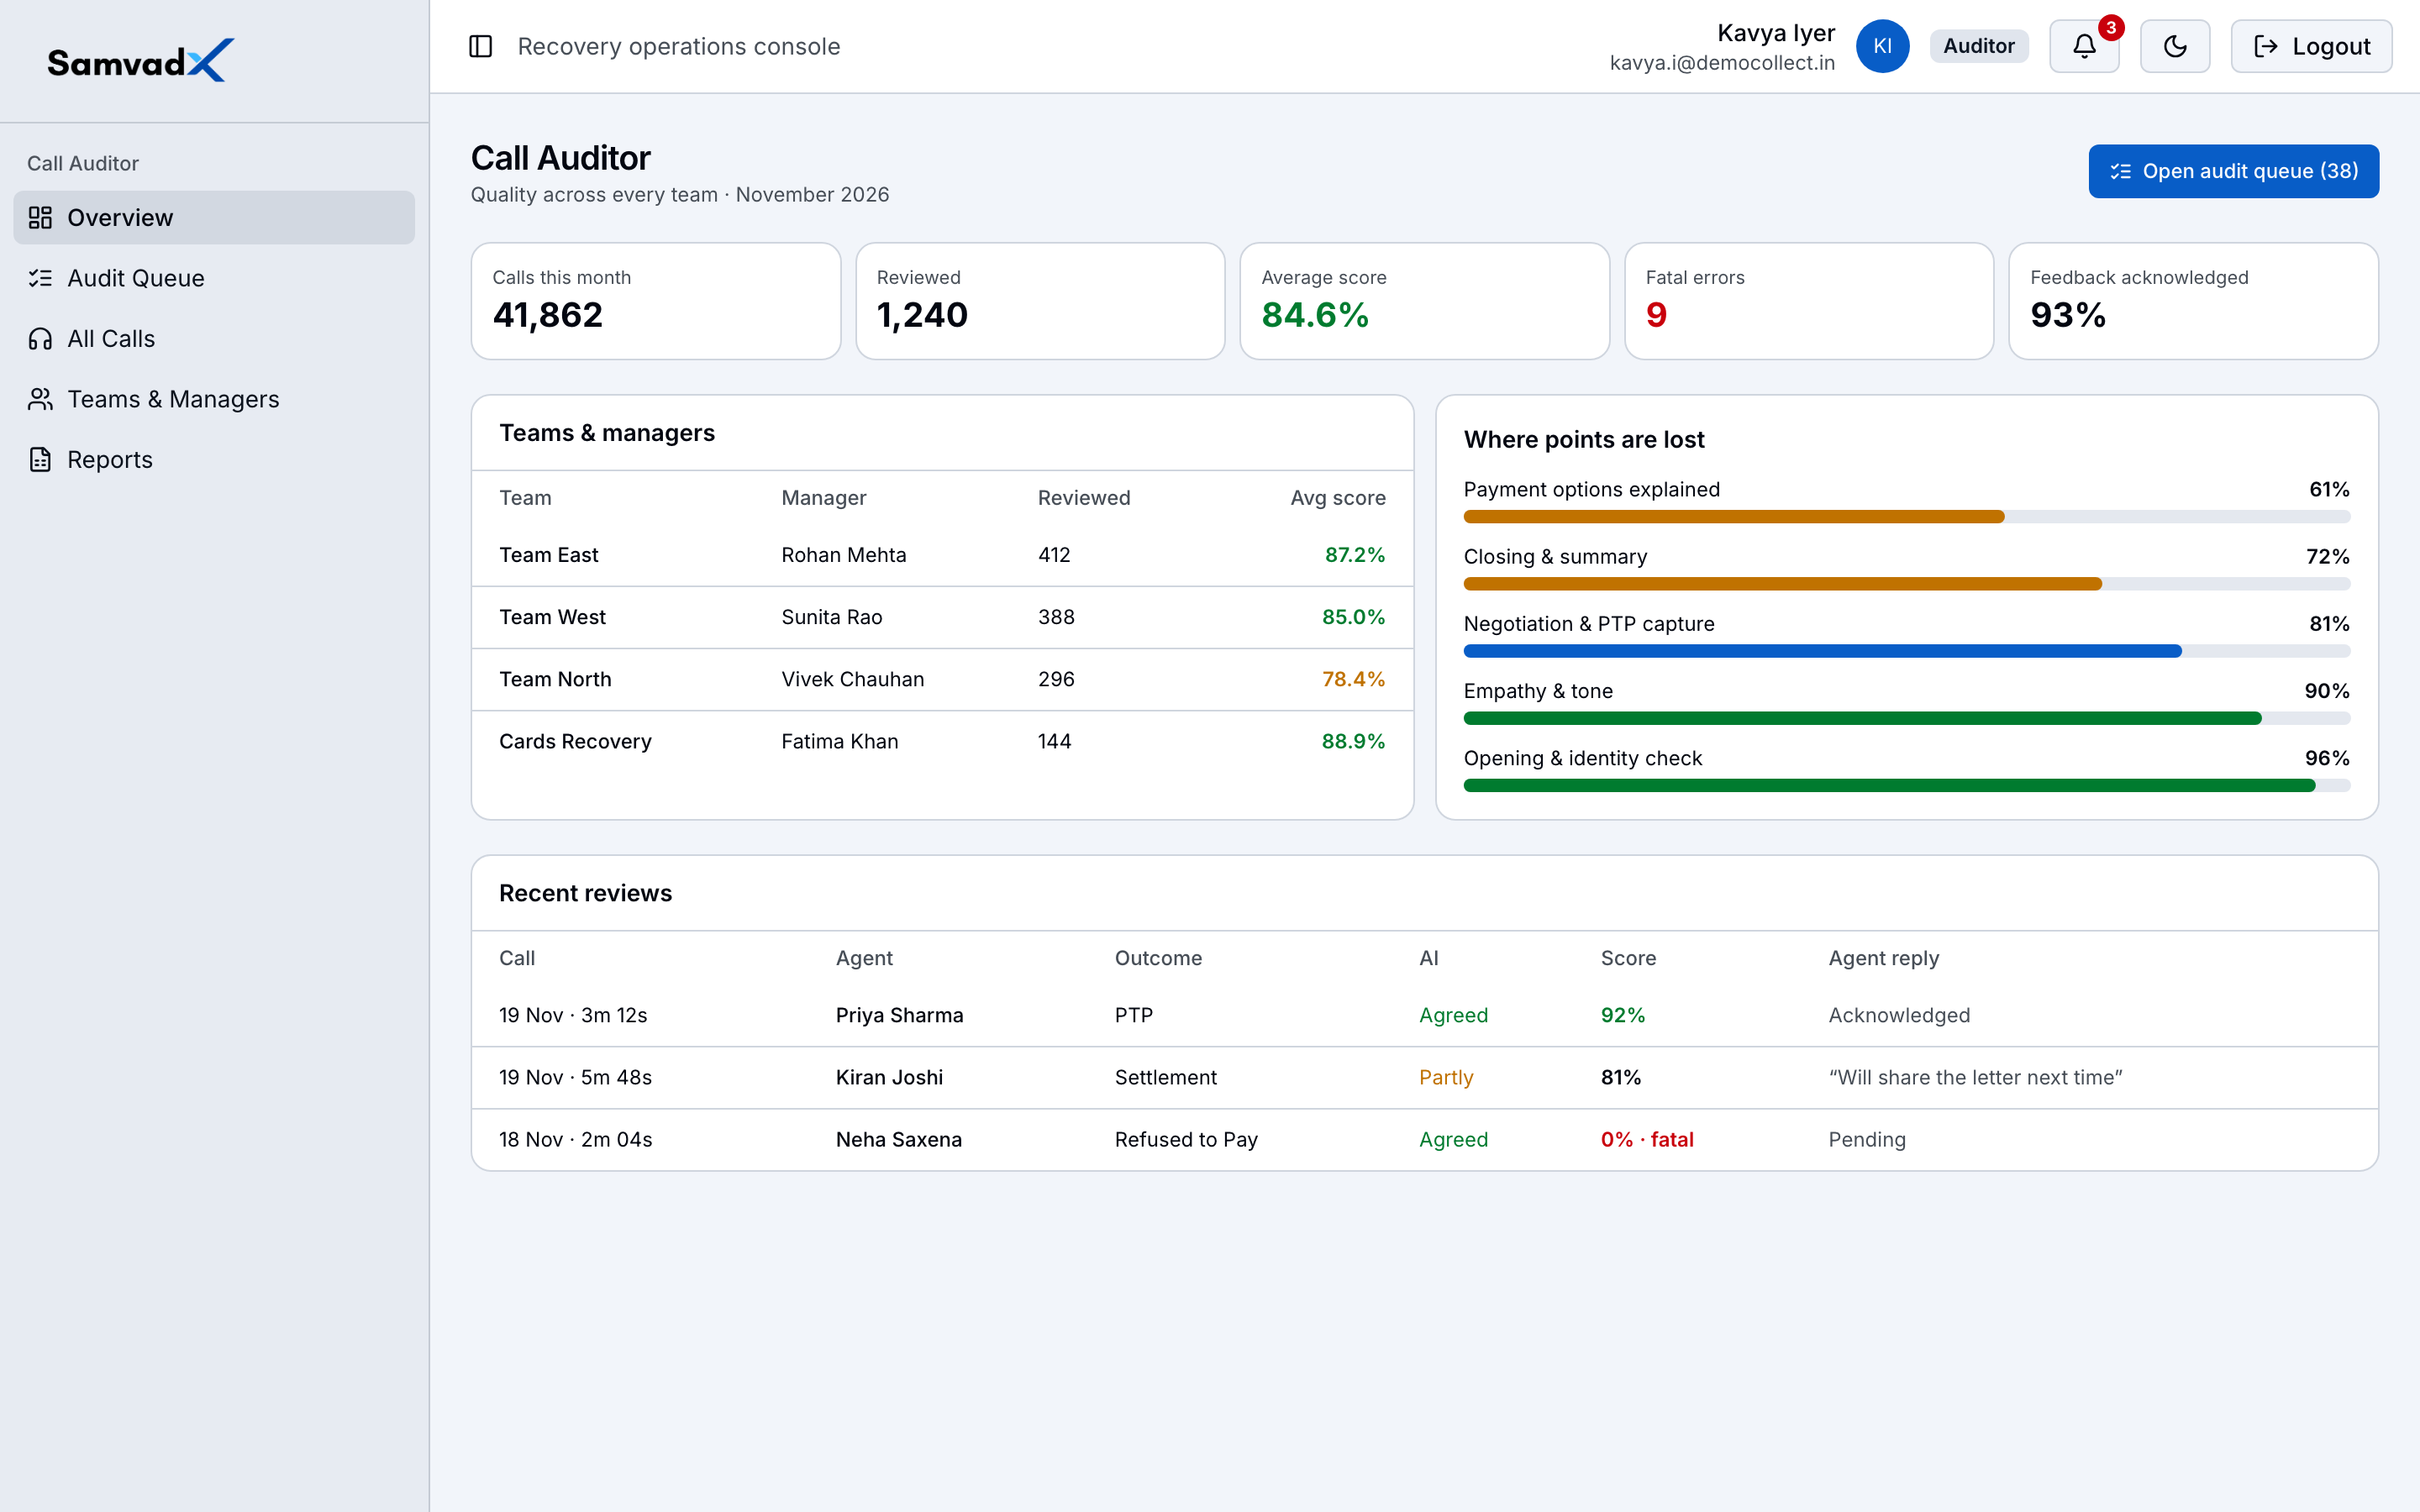 SamvadX
Recovery operations console
Kavya Iyer
kavya.i@democollect.in
KI
Auditor
3
Logout
Call Auditor
Overview
Audit Queue
All Calls
Teams & Managers
Reports
Call Auditor
Quality across every team · November 2026
Open audit queue (38)
Calls this month
41,862
Reviewed
1,240
Average score
84.6%
Fatal errors
9
Feedback acknowledged
93%
Teams & managers
Team Manager Reviewed Avg score
Team East Rohan Mehta 412 87.2%
Team West Sunita Rao 388 85.0%
Team North Vivek Chauhan 296 78.4%
Cards Recovery Fatima Khan 144 88.9%
Where points are lost
Payment options explained 61%
Closing & summary 72%
Negotiation & PTP capture 81%
Empathy & tone 90%
Opening & identity check 96%
Recent reviews
Call Agent Outcome AI Score Agent reply
19 Nov · 3m 12s Priya Sharma PTP Agreed 92% Acknowledged
19 Nov · 5m 48s Kiran Joshi Settlement Partly 81% “Will share the letter next time”
18 Nov · 2m 04s Neha Saxena Refused to Pay Agreed 0% · fatal Pending